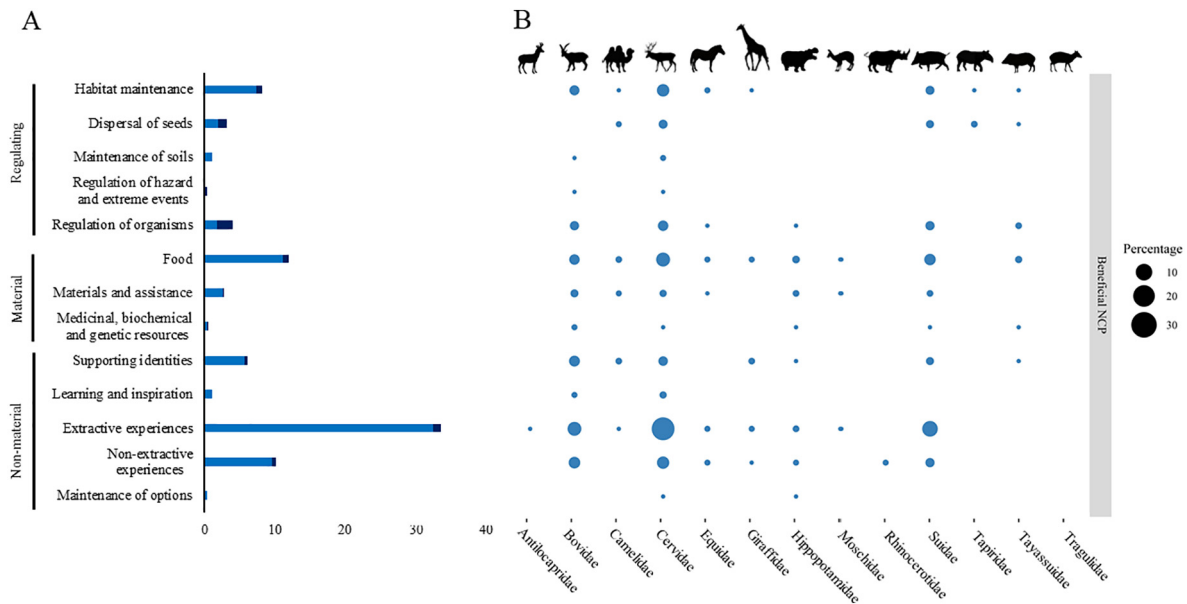 A
B
Regulating
Habitat maintenance
Dispersal of seeds
Maintenance of soils
Regulation of hazard
and extreme events
Regulation of organisms
Material
Food
Materials and assistance
Medicinal, biochemical
and genetic resources
Non-material
Supporting identities
Learning and inspiration
Extractive experiences
Non-extractive
experiences
Maintenance of options
0 10 20 30 40
Antilocapridae
Bovidae
Camelidae
Cervidae
Equidae
Giraffidae
Hippopotamidae
Moschidae
Rhinocerotidae
Suidae
Tapiridae
Tayassuidae
Tragulidae
Beneficial NCP
Percentage
10
20
30